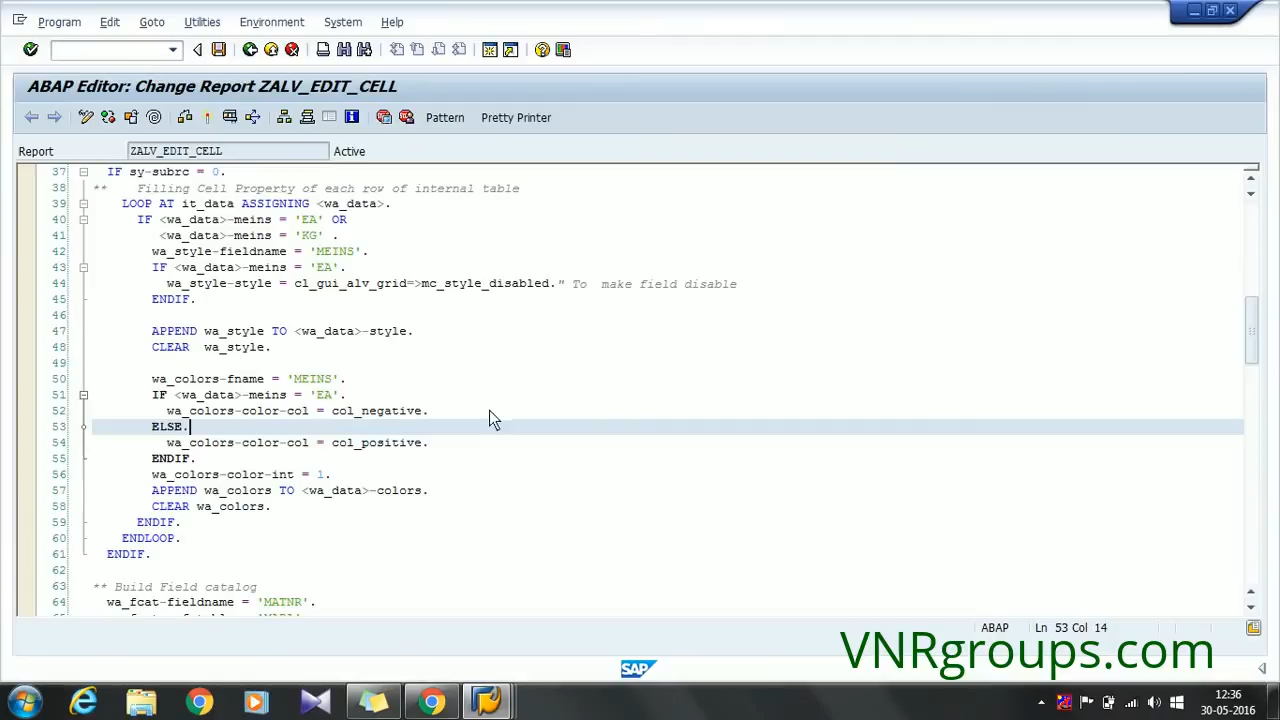 Program Edit Goto Utilities Environment System Help
ABAP Editor: Change Report ZALV_EDIT_CELL
Pattern Pretty Printer
Report ZALV_EDIT_CELL Active
37 IF sy-subrc = 0.
38 ** Filling Cell Property of each row of internal table
39 LOOP AT it_data ASSIGNING <wa_data>.
40 IF <wa_data>-meins = 'EA' OR
41 <wa_data>-meins = 'KG' .
42 wa_style-fieldname = 'MEINS'.
43 IF <wa_data>-meins = 'EA'.
44 wa_style-style = cl_gui_alv_grid=>mc_style_disabled." To make field disable
45 ENDIF.
46
47 APPEND wa_style TO <wa_data>-style.
48 CLEAR wa_style.
49
50 wa_colors-fname = 'MEINS'.
51 IF <wa_data>-meins = 'EA'.
52 wa_colors-color-col = col_negative.
53 ELSE.
54 wa_colors-color-col = col_positive.
55 ENDIF.
56 wa_colors-color-int = 1.
57 APPEND wa_colors TO <wa_data>-colors.
58 CLEAR wa_colors.
59 ENDIF.
60 ENDLOOP.
61 ENDIF.
62
63 ** Build Field catalog
64 wa_fcat-fieldname = 'MATNR'.
ABAP Ln 53 Col 14
VNRgroups.com
SAP
12:36
30-05-2016